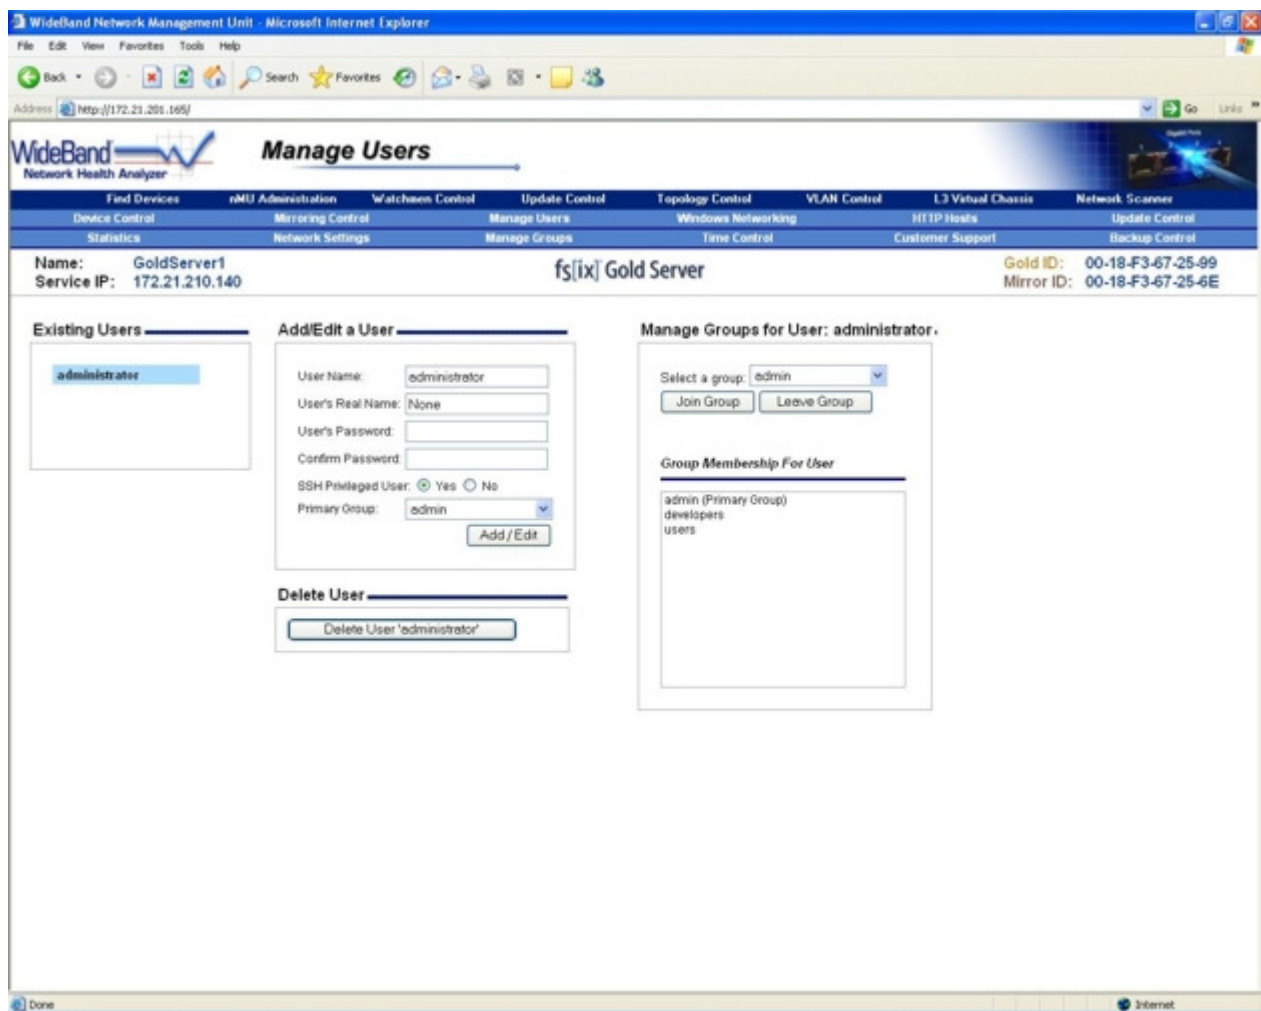 WideBand Network Management Unit - Microsoft Internet Explorer
File Edit View Favorites Tools Help
Back Search Favorites
Address http://172.21.201.165/ Go Links »
WideBand
Network Health Analyzer
Manage Users
Gigabit Ports
Find Devices nMU Administration Watchmen Control Update Control Topology Control VLAN Control L3 Virtual Chassis Network Scanner
Device Control Mirroring Control Manage Users Windows Networking HTTP Hosts Update Control
Statistics Network Settings Manage Groups Time Control Customer Support Backup Control
Name: GoldServer1 fs[ix] Gold Server Gold ID: 00-18-F3-67-25-99
Service IP: 172.21.210.140 Mirror ID: 00-18-F3-67-25-6E
Existing Users
administrator
Add/Edit a User
User Name: administrator
User's Real Name: None
User's Password:
Confirm Password:
SSH Privileged User: Yes No
Primary Group: admin
Add / Edit
Delete User
Delete User 'administrator'
Manage Groups for User: administrator
Select a group: admin
Join Group Leave Group
Group Membership For User
admin (Primary Group)
developers
users
Done Internet